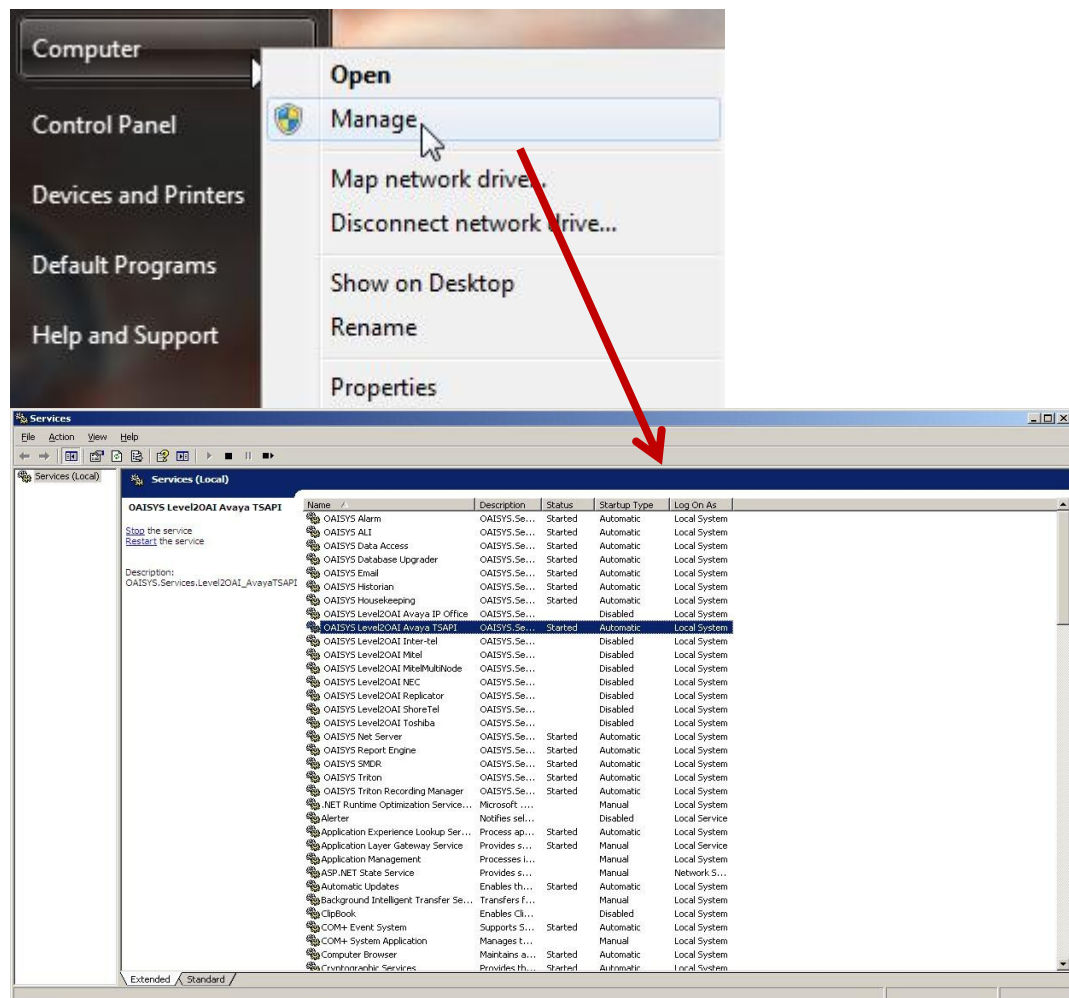 Computer
Open
Manage
Control Panel
Map network drive...
Devices and Printers
Disconnect network drive...
Default Programs
Show on Desktop
Rename
Help and Support
Properties
Services
File Action View Help
Services (Local)
Services (Local)
OAISYS Level2OAI Avaya TSAPI
Stop the service
Restart the service
Description:
OAISYS.Services.Level2OAI_AvayaTSAPI
Name Description Status Startup Type Log On As
OAISYS Alarm OAISYS.Se... Started Automatic Local System
OAISYS ALI OAISYS.Se... Started Automatic Local System
OAISYS Data Access OAISYS.Se... Started Automatic Local System
OAISYS Database Upgrader OAISYS.Se... Started Automatic Local System
OAISYS Email OAISYS.Se... Started Automatic Local System
OAISYS Historian OAISYS.Se... Started Automatic Local System
OAISYS Housekeeping OAISYS.Se... Started Automatic Local System
OAISYS Level2OAI Avaya IP Office OAISYS.Se... Disabled Local System
OAISYS Level2OAI Avaya TSAPI OAISYS.Se... Started Automatic Local System
OAISYS Level2OAI Inter-tel OAISYS.Se... Disabled Local System
OAISYS Level2OAI Mitel OAISYS.Se... Disabled Local System
OAISYS Level2OAI MitelMultiNode OAISYS.Se... Disabled Local System
OAISYS Level2OAI NEC OAISYS.Se... Disabled Local System
OAISYS Level2OAI Replicator OAISYS.Se... Disabled Local System
OAISYS Level2OAI ShoreTel OAISYS.Se... Disabled Local System
OAISYS Level2OAI Toshiba OAISYS.Se... Disabled Local System
OAISYS Net Server OAISYS.Se... Started Automatic Local System
OAISYS Report Engine OAISYS.Se... Started Automatic Local System
OAISYS SMDR OAISYS.Se... Started Automatic Local System
OAISYS Triton OAISYS.Se... Started Automatic Local System
OAISYS Triton Recording Manager OAISYS.Se... Started Automatic Local System
.NET Runtime Optimization Service... Microsoft .... Manual Local System
Alerter Notifies sel... Disabled Local Service
Application Experience Lookup Ser... Process ap... Started Automatic Local System
Application Layer Gateway Service Provides s... Started Manual Local Service
Application Management Processes i... Manual Local System
ASP.NET State Service Provides s... Manual Network S...
Automatic Updates Enables th... Started Automatic Local System
Background Intelligent Transfer Se... Transfers f... Manual Local System
ClipBook Enables Cli... Disabled Local System
COM+ Event System Supports S... Started Automatic Local System
COM+ System Application Manages t... Manual Local System
Computer Browser Maintains a... Started Automatic Local System
Cryptographic Services Provides th... Started Automatic Local System
Extended Standard